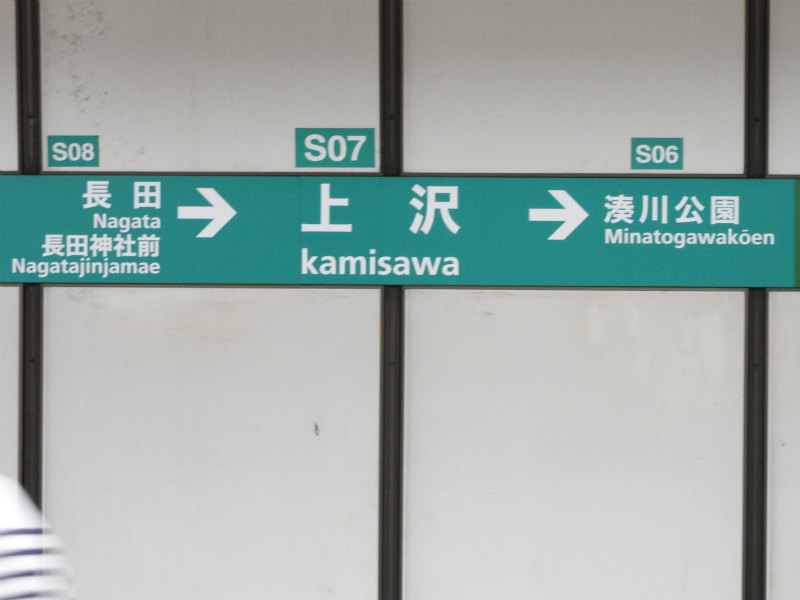 S08
長田
Nagata
長田神社前
Nagatajinjamae
S07
上沢
kamisawa
S06
湊川公園
Minatogawakōen